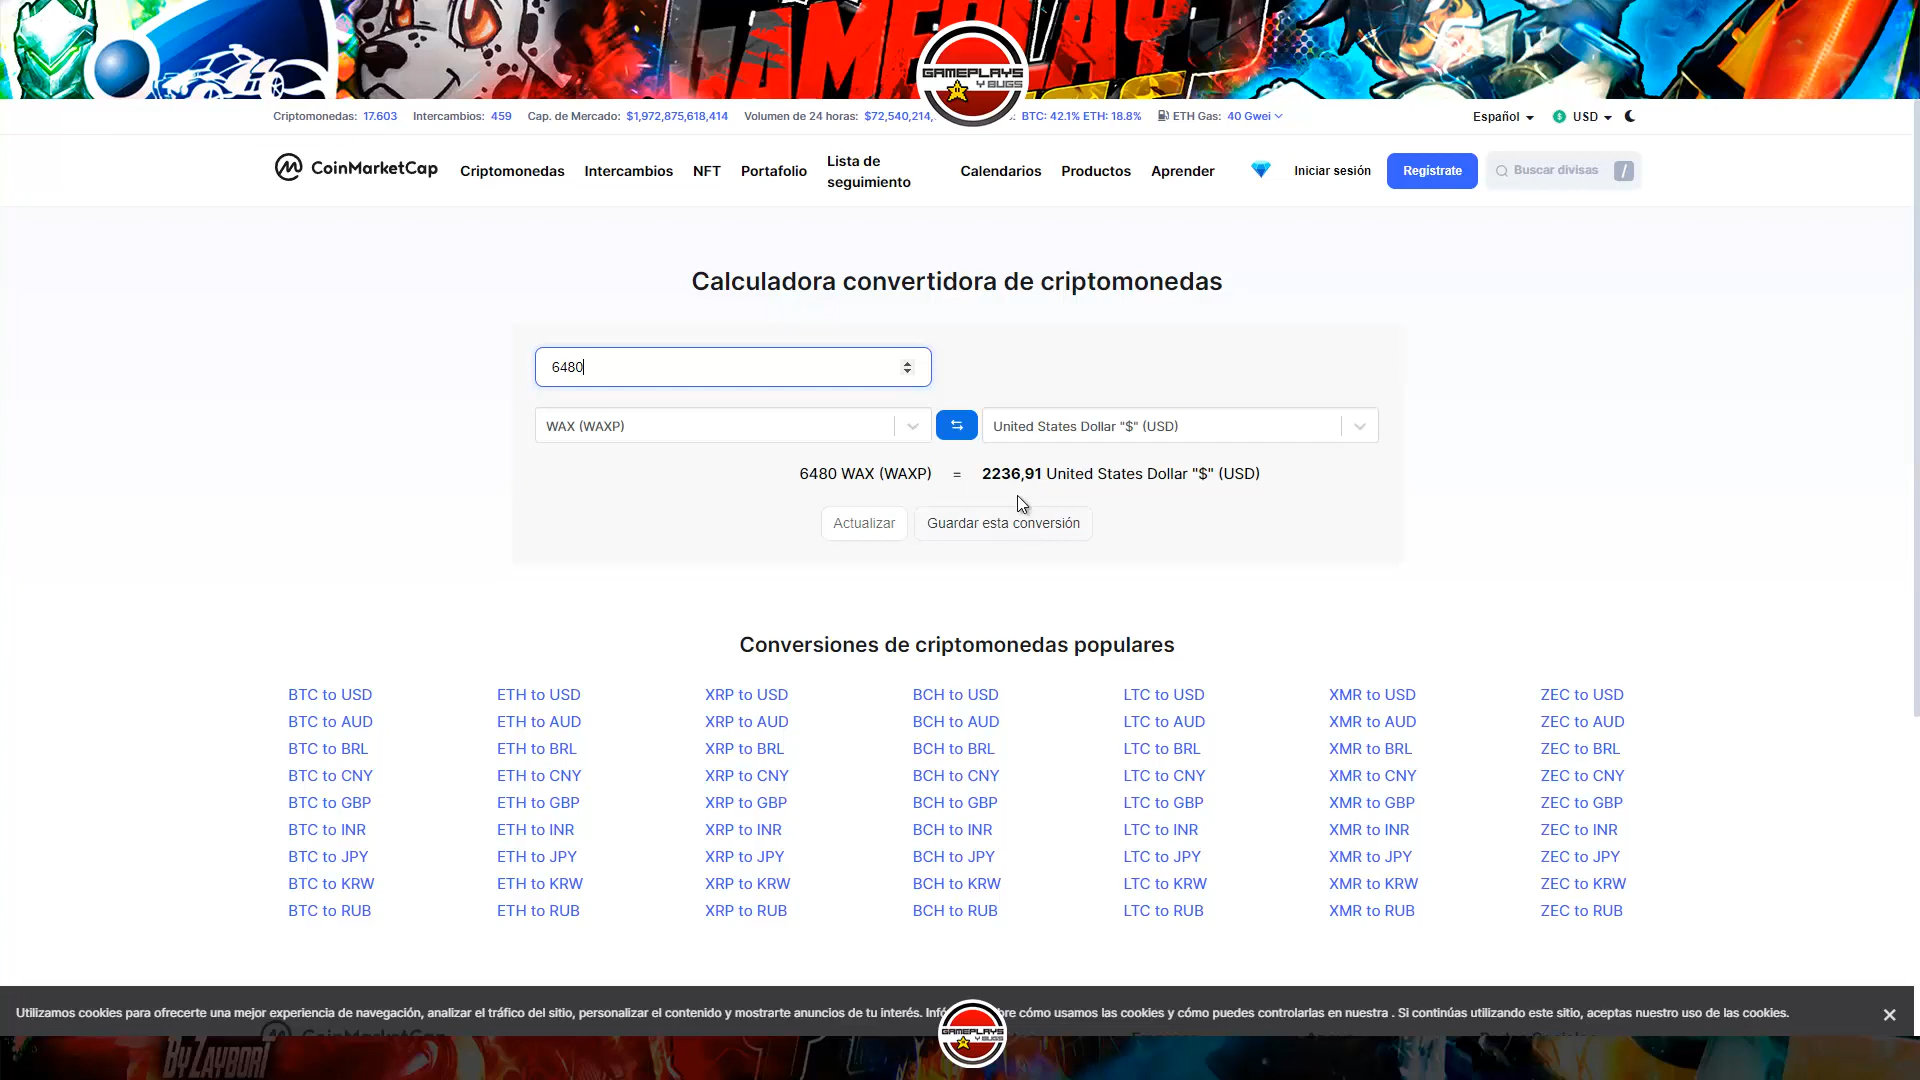 GAMEPLAYS
Y BUGS
Criptomonedas: 17.603 Intercambios: 459 Cap. de Mercado: $1,972,875,618,414 Volumen de 24 horas: $72,540,214, BTC: 42.1% ETH: 18.8% ETH Gas: 40 Gwei Español USD
CoinMarketCap Criptomonedas Intercambios NFT Portafolio Lista de seguimiento Calendarios Productos Aprender Iniciar sesión Regístrate Buscar divisas /
Calculadora convertidora de criptomonedas
6480
WAX (WAXP) United States Dollar "$" (USD)
6480 WAX (WAXP) = 2236,91 United States Dollar "$" (USD)
Actualizar Guardar esta conversión
Conversiones de criptomonedas populares
BTC to USD ETH to USD XRP to USD BCH to USD LTC to USD XMR to USD ZEC to USD
BTC to AUD ETH to AUD XRP to AUD BCH to AUD LTC to AUD XMR to AUD ZEC to AUD
BTC to BRL ETH to BRL XRP to BRL BCH to BRL LTC to BRL XMR to BRL ZEC to BRL
BTC to CNY ETH to CNY XRP to CNY BCH to CNY LTC to CNY XMR to CNY ZEC to CNY
BTC to GBP ETH to GBP XRP to GBP BCH to GBP LTC to GBP XMR to GBP ZEC to GBP
BTC to INR ETH to INR XRP to INR BCH to INR LTC to INR XMR to INR ZEC to INR
BTC to JPY ETH to JPY XRP to JPY BCH to JPY LTC to JPY XMR to JPY ZEC to JPY
BTC to KRW ETH to KRW XRP to KRW BCH to KRW LTC to KRW XMR to KRW ZEC to KRW
BTC to RUB ETH to RUB XRP to RUB BCH to RUB LTC to RUB XMR to RUB ZEC to RUB
Utilizamos cookies para ofrecerte una mejor experiencia de navegación, analizar el tráfico del sitio, personalizar el contenido y mostrarte anuncios de tu interés. cómo usamos las cookies y cómo puedes controlarlas en nuestra . Si continúas utilizando este sitio, aceptas nuestro uso de las cookies.
CoinMarketCap
GAMEPLAYS
Y BUGS
BY ZAYBORI